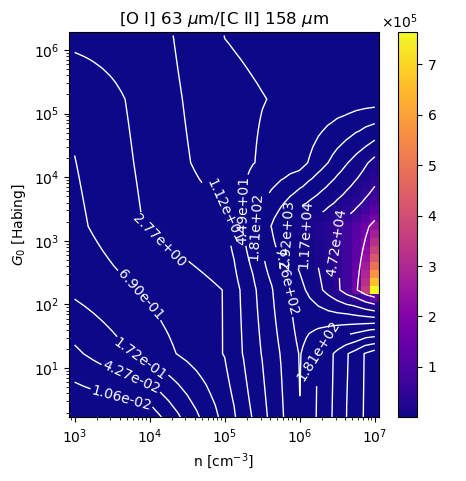 [O I] 63 μm/[C II] 158 μm
×10⁵
10⁶
10⁵
10⁴
10³
10²
10¹
G₀ [Habing]
7
6
5
4
3
2
1
1.12e+01
4.49e+01
1.81e+02
2.92e+03
1.17e+04
4.72e+04
2.77e+00
6.90e-01
1.81e+02
1.72e-01
4.27e-02
1.06e-02
10³
10⁴
10⁵
10⁶
10⁷
n [cm⁻³]